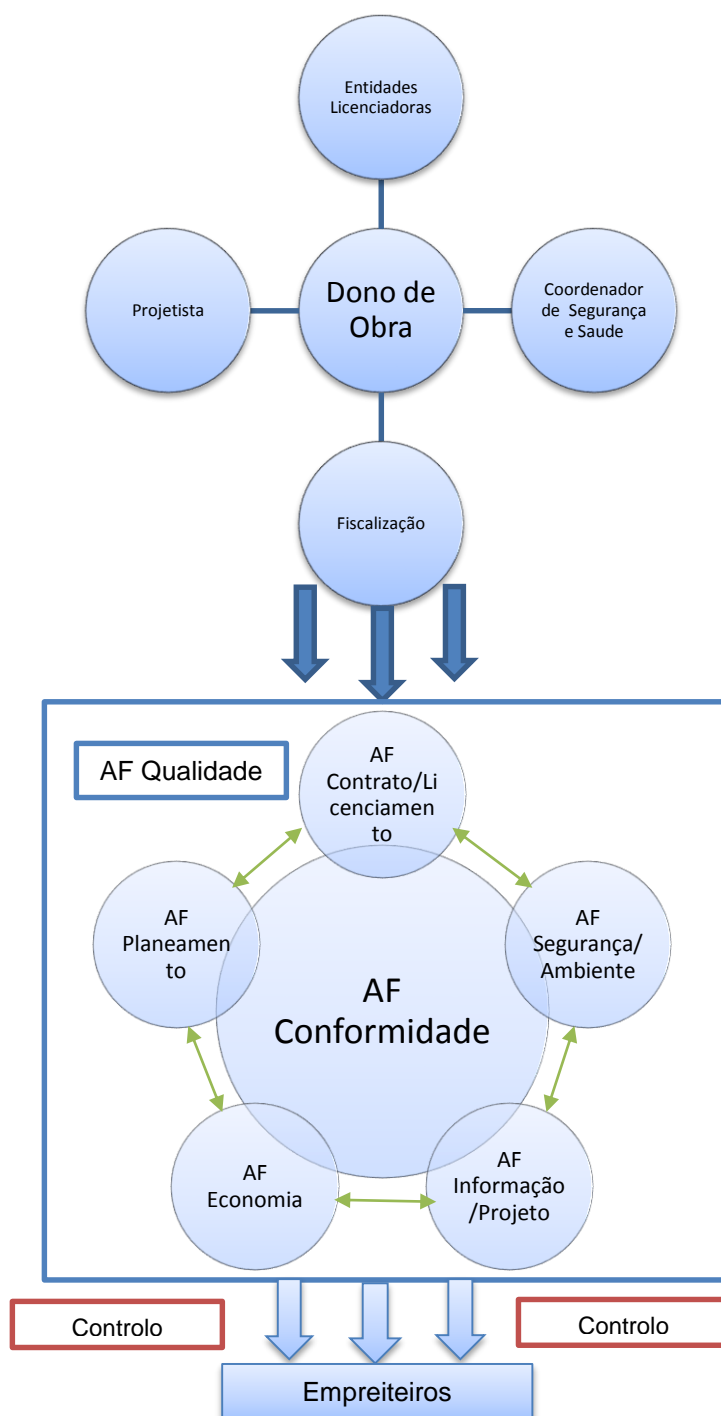 Entidades
Licenciadoras
Projetista
Dono de
Obra
Coordenador
de Segurança
e Saude
Fiscalização
AF Qualidade
AF
Contrato/Li
cenciamen
to
AF
Planeamen
to
AF
Segurança/
Ambiente
AF
Conformidade
AF
Economia
AF
Informação
/Projeto
Controlo
Controlo
Empreiteiros